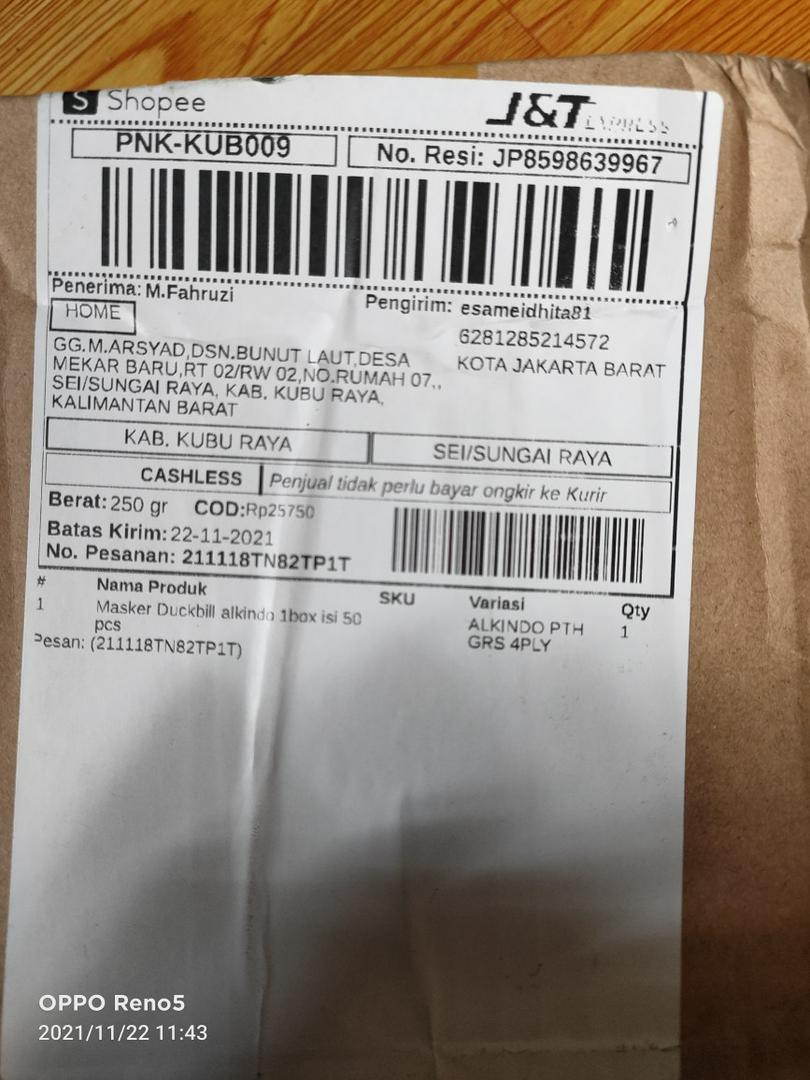 S Shopee
J&T EXPRESS
PNK-KUB009
No. Resi: JP8598639967
Penerima: M.Fahruzi
HOME
GG.M.ARSYAD,DSN.BUNUT LAUT,DESA
MEKAR BARU,RT 02/RW 02,NO.RUMAH 07,,
SEI/SUNGAI RAYA, KAB. KUBU RAYA,
KALIMANTAN BARAT
Pengirim: esameidhita81
6281285214572
KOTA JAKARTA BARAT
KAB. KUBU RAYA
SEI/SUNGAI RAYA
CASHLESS
Penjual tidak perlu bayar ongkir ke Kurir
Berat: 250 gr COD:Rp25750
Batas Kirim: 22-11-2021
No. Pesanan: 211118TN82TP1T
# Nama Produk SKU Variasi Qty
1 Masker Duckbill alkindo 1box isi 50 ALKINDO PTH 1
pcs GRS 4PLY
Pesan: (211118TN82TP1T)
OPPO Reno5
2021/11/22 11:43